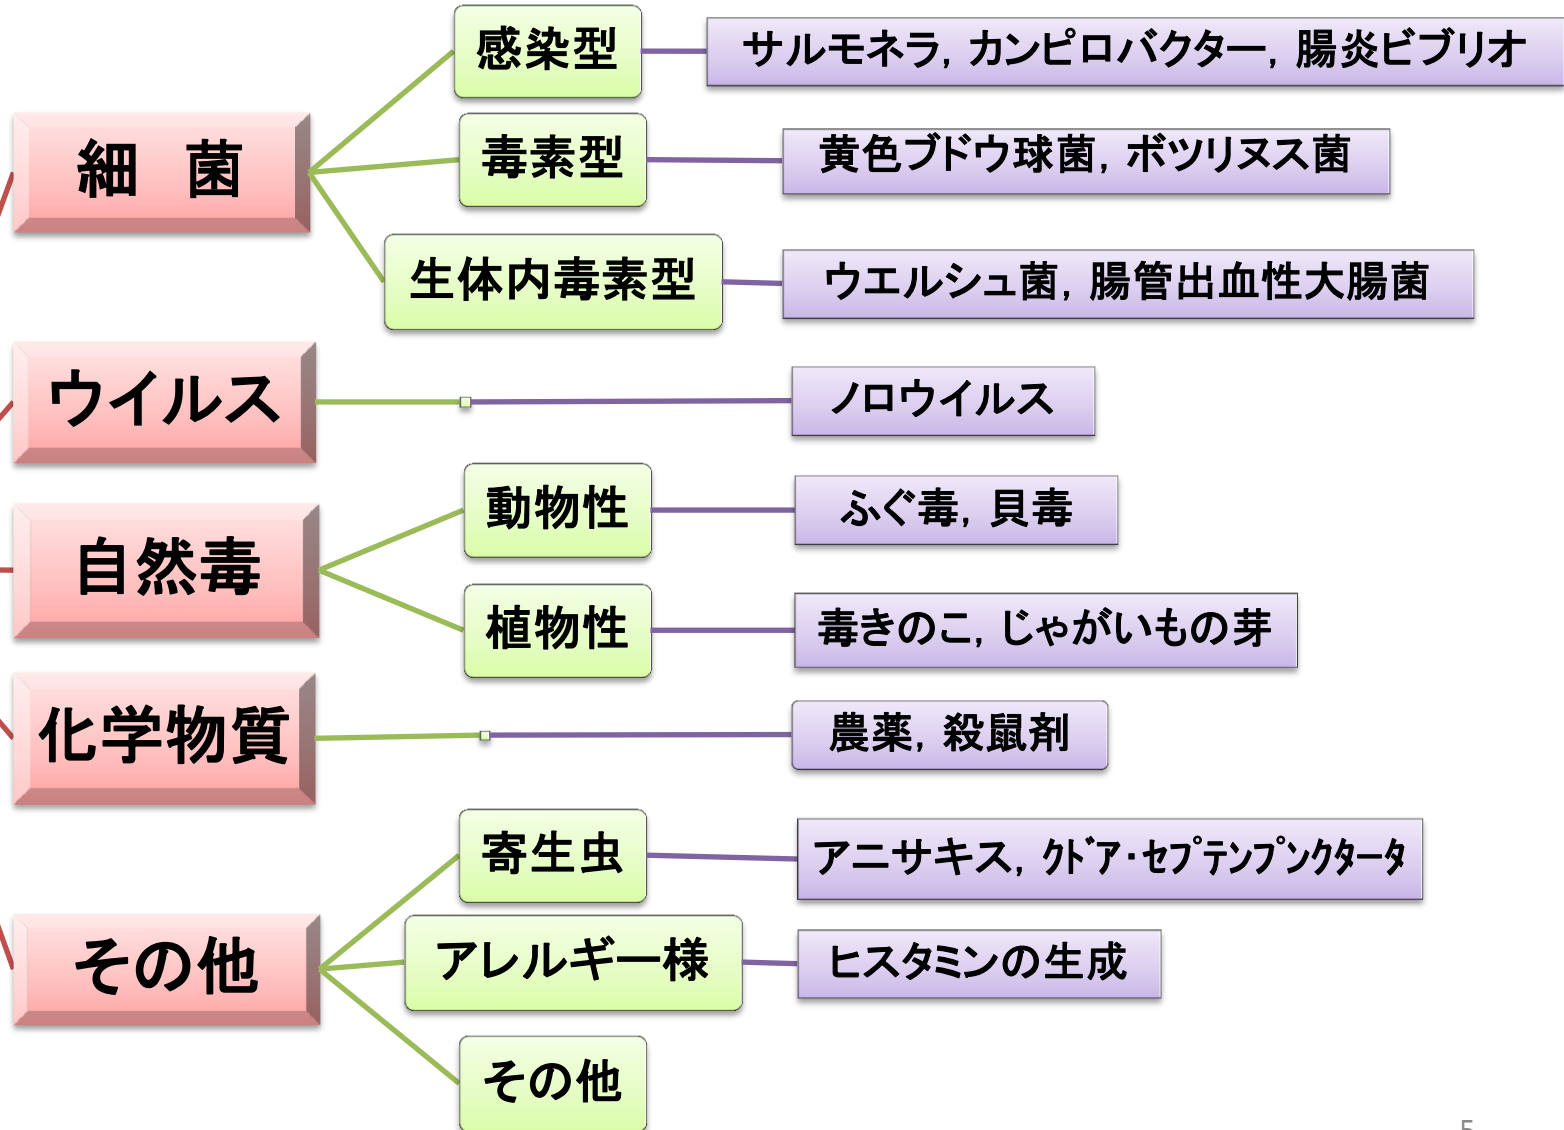 細　菌
感染型
サルモネラ, カンピロバクター, 腸炎ビブリオ
毒素型
黄色ブドウ球菌, ボツリヌス菌
生体内毒素型
ウエルシュ菌, 腸管出血性大腸菌
ウイルス
ノロウイルス
自然毒
動物性
ふぐ毒, 貝毒
植物性
毒きのこ, じゃがいもの芽
化学物質
農薬, 殺鼠剤
その他
寄生虫
アニサキス, ｸﾄﾞｱ・ｾﾌﾟﾃﾝﾌﾟﾝｸﾀｰﾀ
アレルギー様
ヒスタミンの生成
その他
5